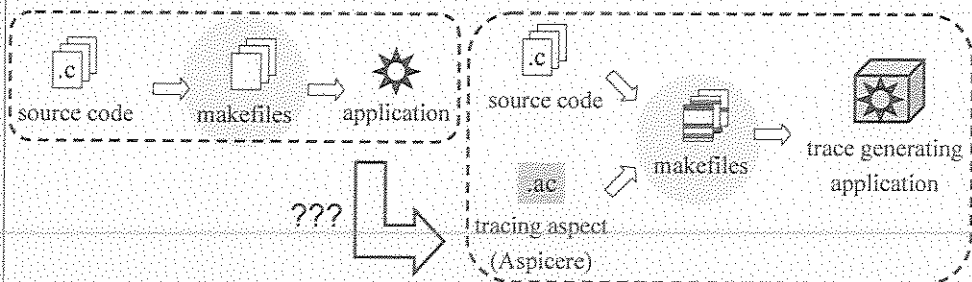 .c
source code
makefiles
application
???
.c
source code
.ac
tracing aspect
(Aspicere)
makefiles
trace generating
application